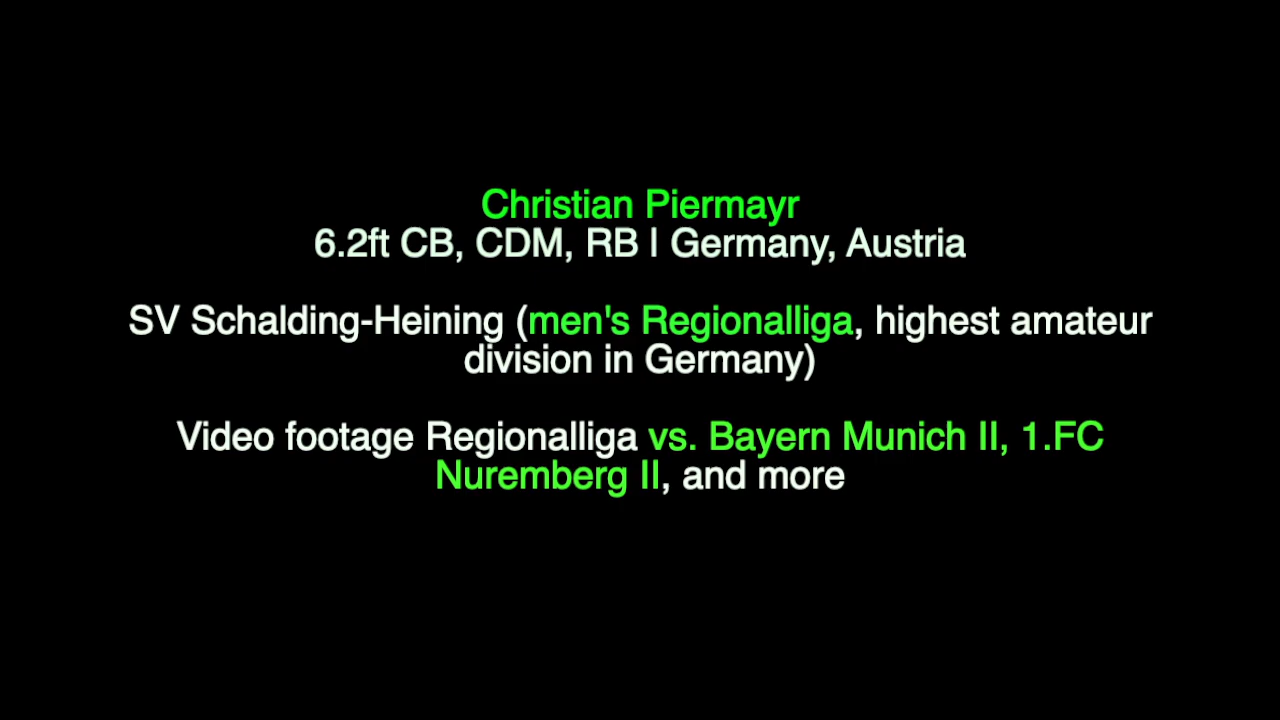 Christian Piermayr
6.2ft CB, CDM, RB | Germany, Austria
SV Schalding-Heining (men's Regionalliga, highest amateur
division in Germany)
Video footage Regionalliga vs. Bayern Munich II, 1.FC
Nuremberg II, and more